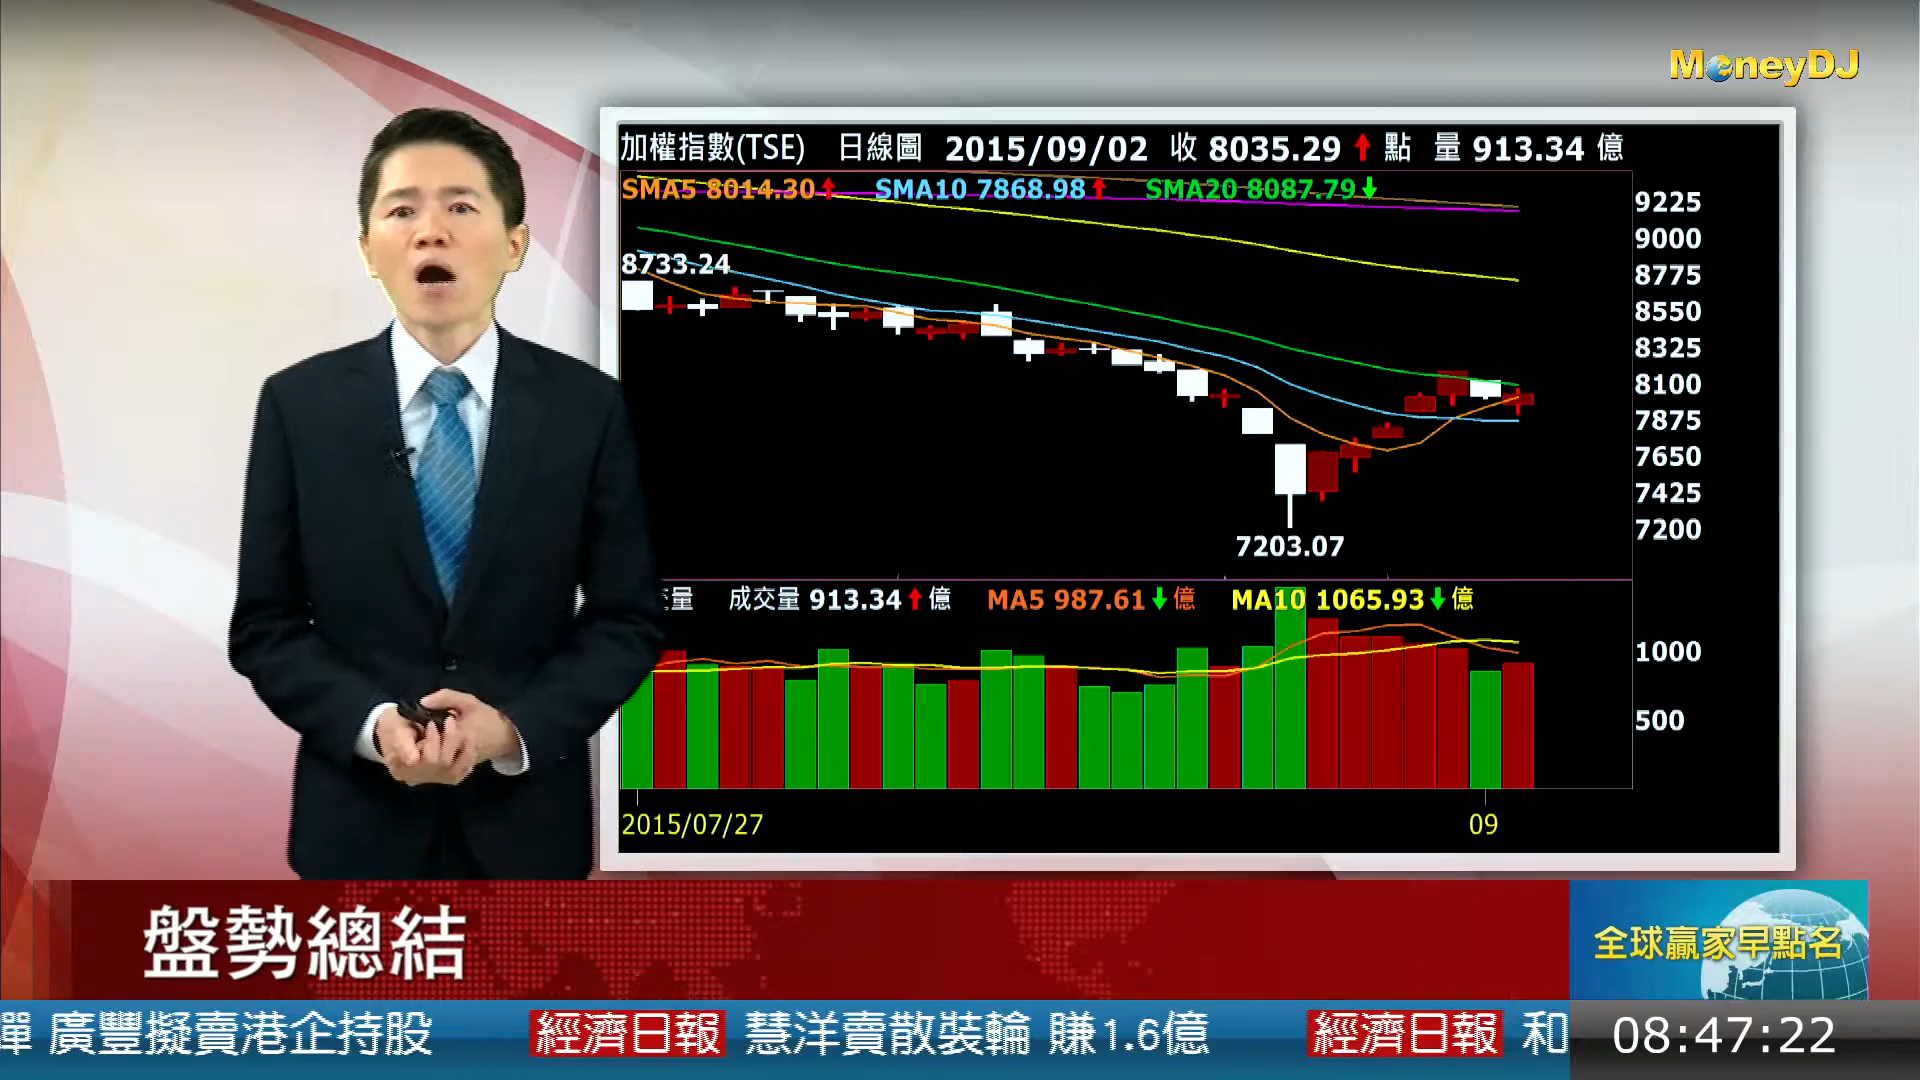 MoneyDJ
加權指數(TSE) 日線圖 2015/09/02 收 8035.29 ↑ 點 量 913.34 億
SMA5 8014.30↑ SMA10 7868.98↑ SMA20 8087.79↓
9225
9000
8775
8550
8325
8100
7875
7650
7425
7200
8733.24
7203.07
量 成交量 913.34↑億 MA5 987.61↓億 MA10 1065.93↓億
1000
500
2015/07/27 09
盤勢總結
全球贏家早點名
彈 廣豐擬賣港企持股 經濟日報 慧洋賣散裝輪 賺1.6億 經濟日報 和
08:47:22